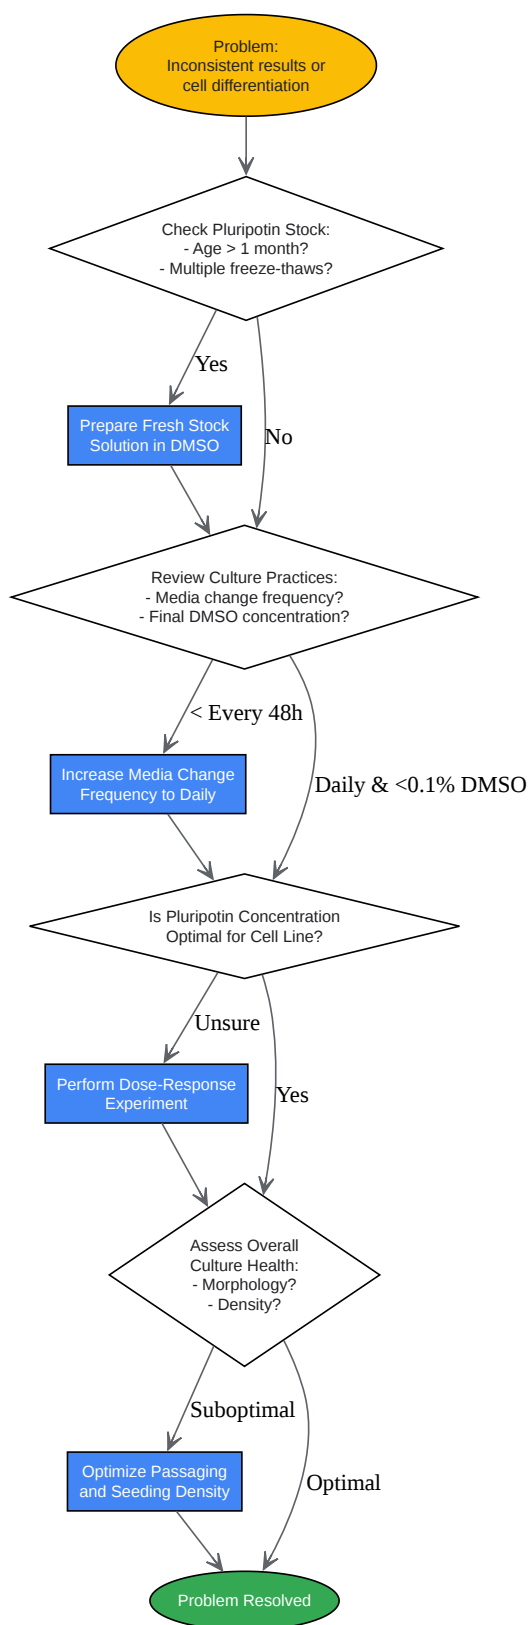 Problem:
Inconsistent results or
cell differentiation
Check Pluripotin Stock:
- Age > 1 month?
- Multiple freeze-thaws?
Yes
Prepare Fresh Stock
Solution in DMSO
No
Review Culture Practices:
- Media change frequency?
- Final DMSO concentration?
< Every 48h
Increase Media Change
Frequency to Daily
Daily & <0.1% DMSO
Is Pluripotin Concentration
Optimal for Cell Line?
Unsure
Perform Dose-Response
Experiment
Yes
Assess Overall
Culture Health:
- Morphology?
- Density?
Suboptimal
Optimize Passaging
and Seeding Density
Optimal
Problem Resolved